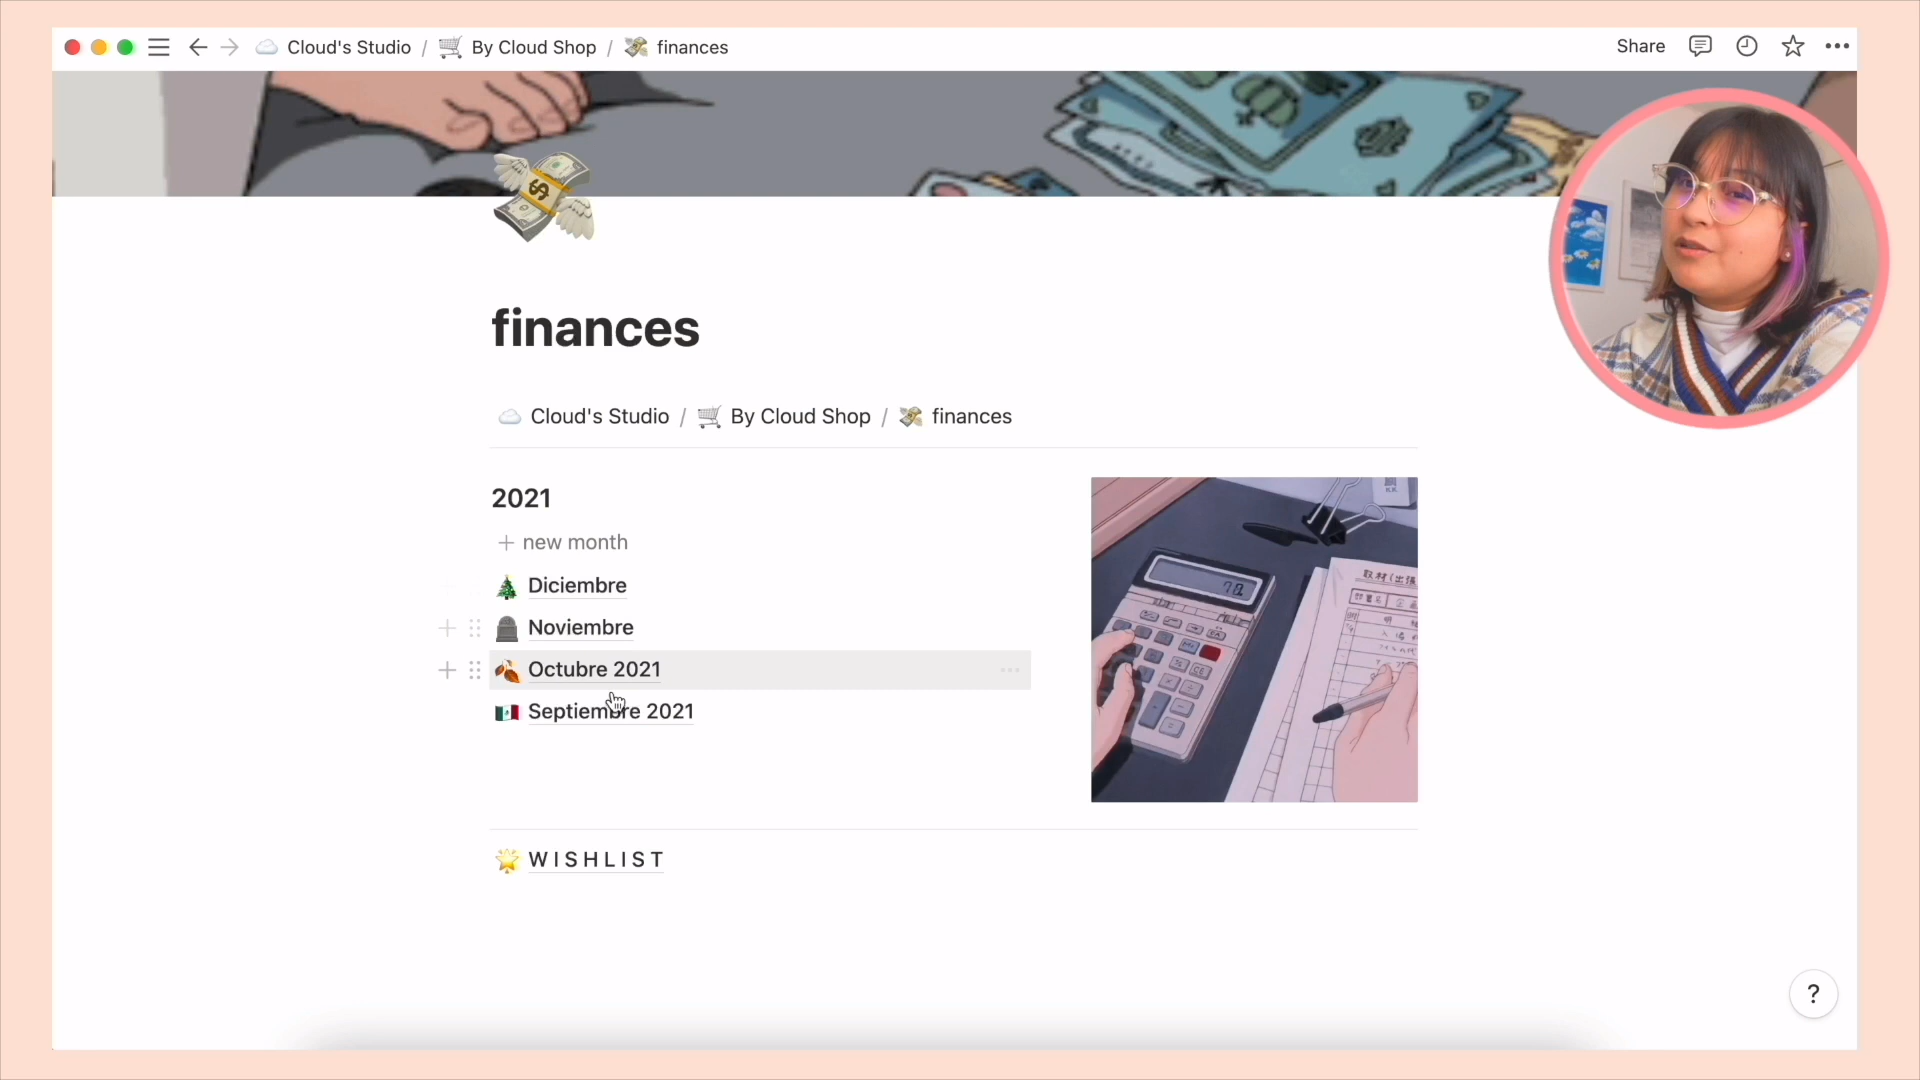 Cloud's Studio / By Cloud Shop / finances
Share
finances
Cloud's Studio / By Cloud Shop / finances
2021
+ new month
Diciembre
Noviembre
Octubre 2021
Septiembre 2021
W I S H L I S T
?